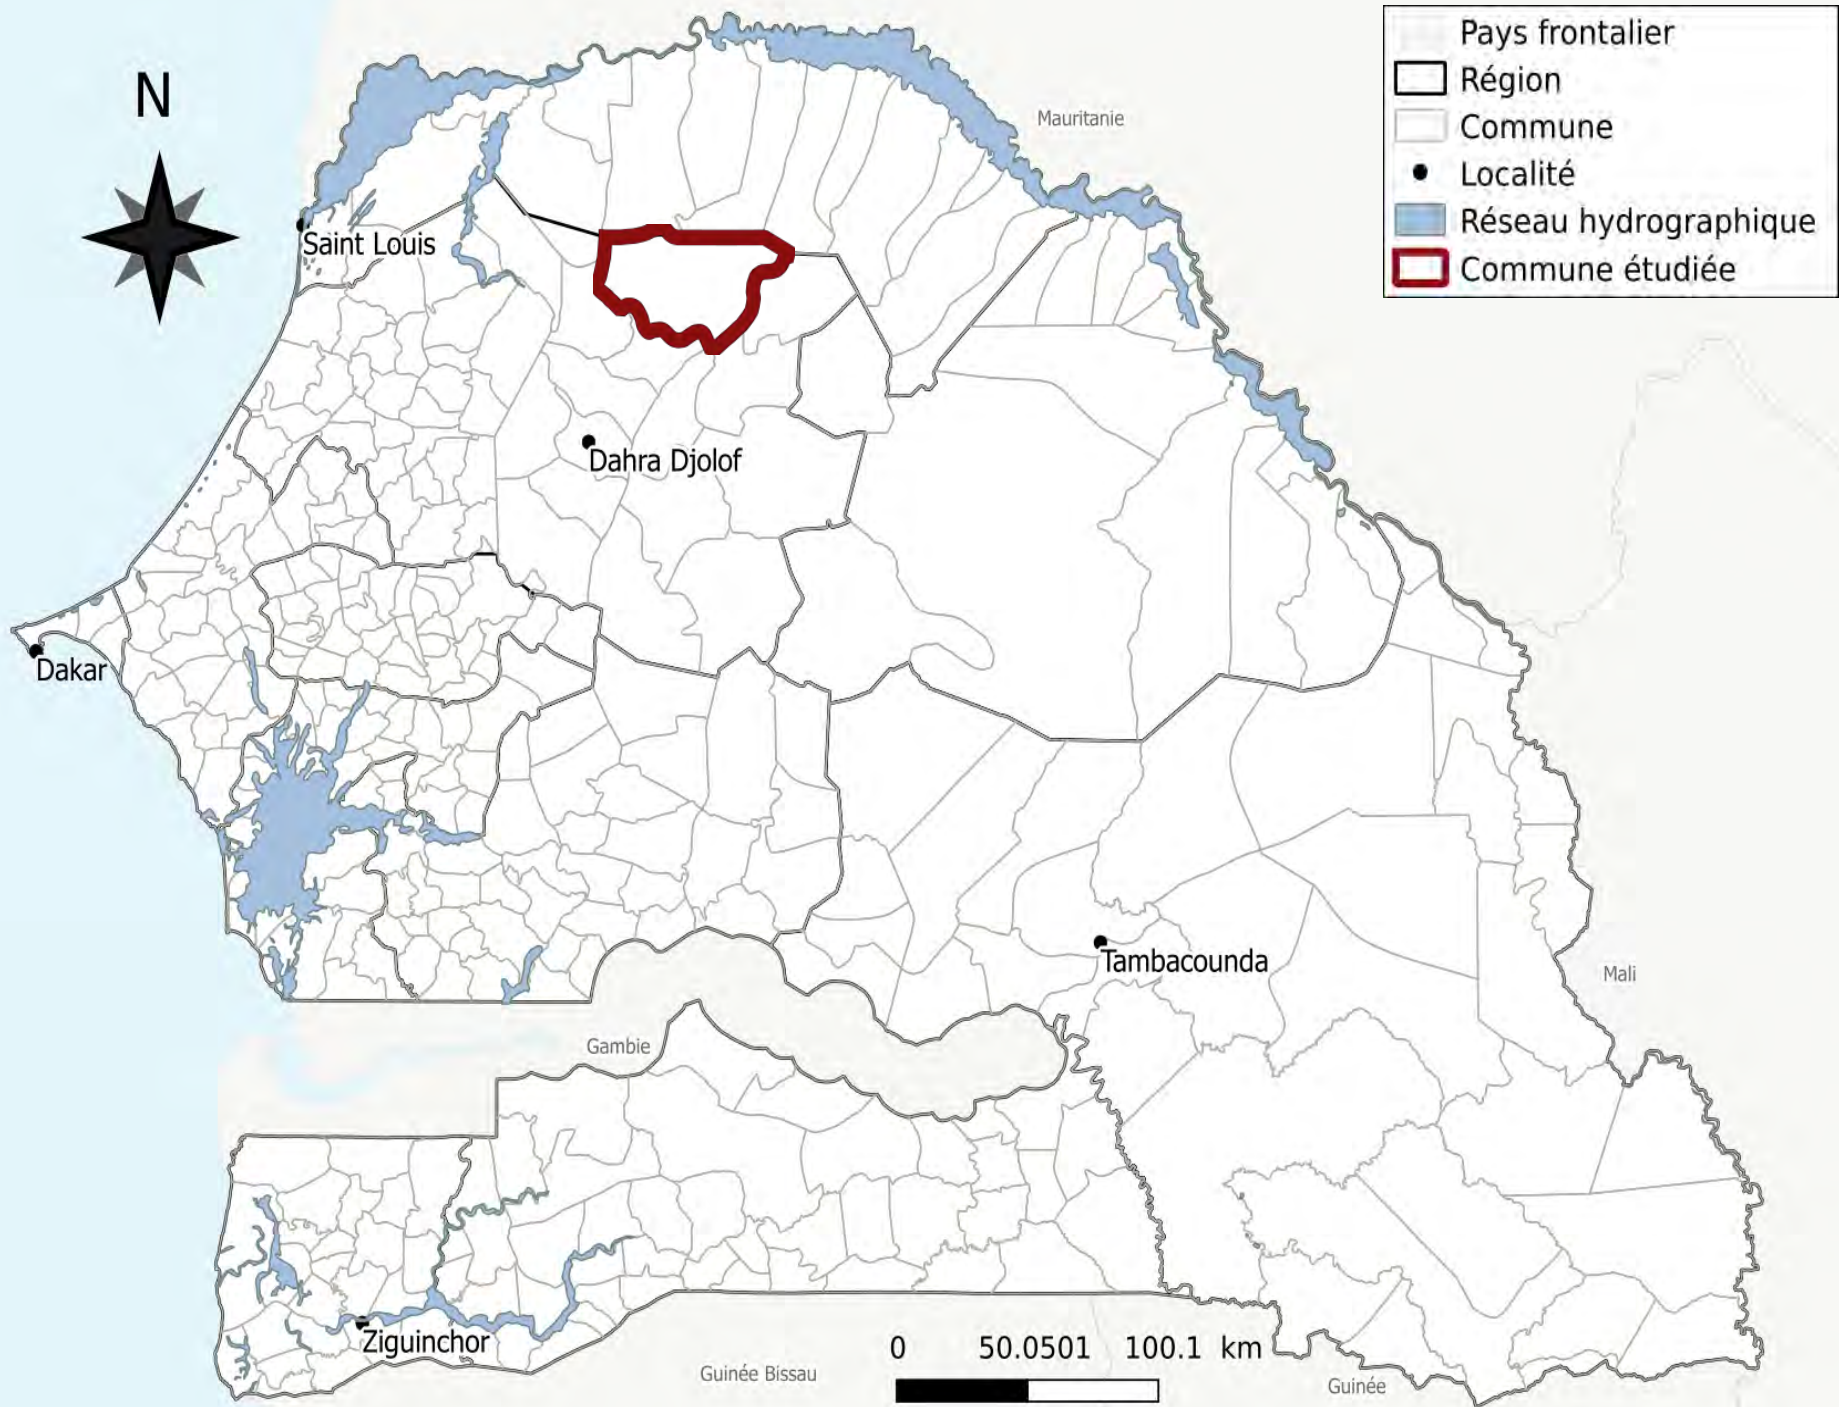 N
Pays frontalier
Région
Commune
Localité
Réseau hydrographique
Commune étudiée
Mauritanie
Saint Louis
Dahra Djolof
Dakar
Tambacounda
Mali
Gambie
Ziguinchor
0 50.0501 100.1 km
Guinée Bissau
Guinée